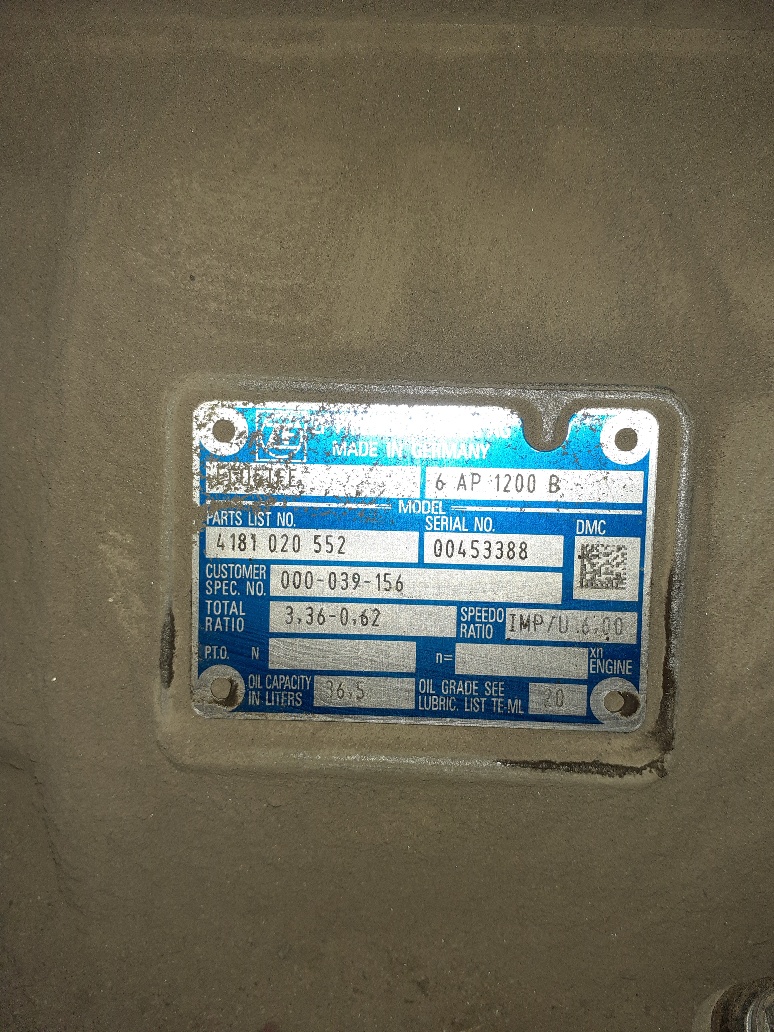 ZF
MADE IN GERMANY
6 AP 1200 B
MODEL
PARTS LIST NO.
SERIAL NO.
DMC
4181 020 552
00453388
CUSTOMER
SPEC. NO.
000-039-156
TOTAL
RATIO
3,36-0,62
SPEEDO
RATIO
IMP/U 6,00
P.T.O. N
n=
xn
ENGINE
OIL CAPACITY
IN LITERS
36,5
OIL GRADE SEE
LUBRIC. LIST TE-ML
20